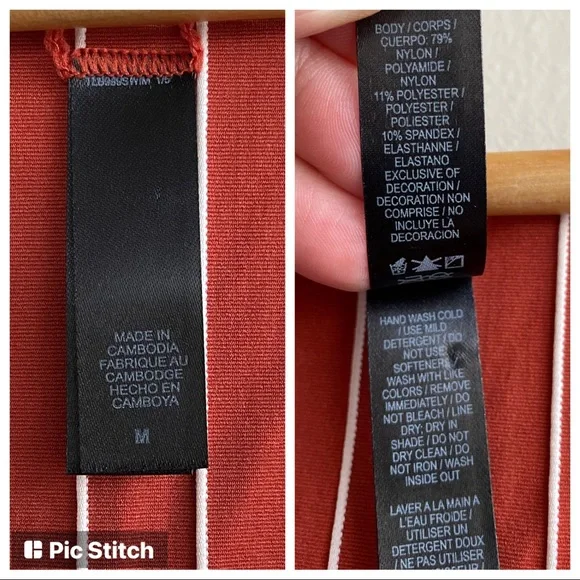 MADE IN
CAMBODIA
FABRIQUE AU
CAMBODGE
HECHO EN
CAMBOYA
M
Pic Stitch
BODY / CORPS /
CUERPO: 79%
NYLON /
POLYAMIDE /
NYLON
11% POLYESTER /
POLYESTER /
POLIESTER
10% SPANDEX /
ELASTHANNE /
ELASTANO
EXCLUSIVE OF
DECORATION /
DECORATION NON
COMPRISE / NO
INCLUYE LA
DECORACION
HAND WASH COLD
/ USE MILD
DETERGENT / DO
NOT USE
SOFTENERS
WASH WITH LIKE
COLORS / REMOVE
IMMEDIATELY / DO
NOT BLEACH / LINE
DRY; DRY IN
SHADE / DO NOT
DRY CLEAN / DO
NOT IRON / WASH
INSIDE OUT
LAVER A LA MAIN A
L'EAU FROIDE /
UTILISER UN
DETERGENT DOUX
/ NE PAS UTILISER